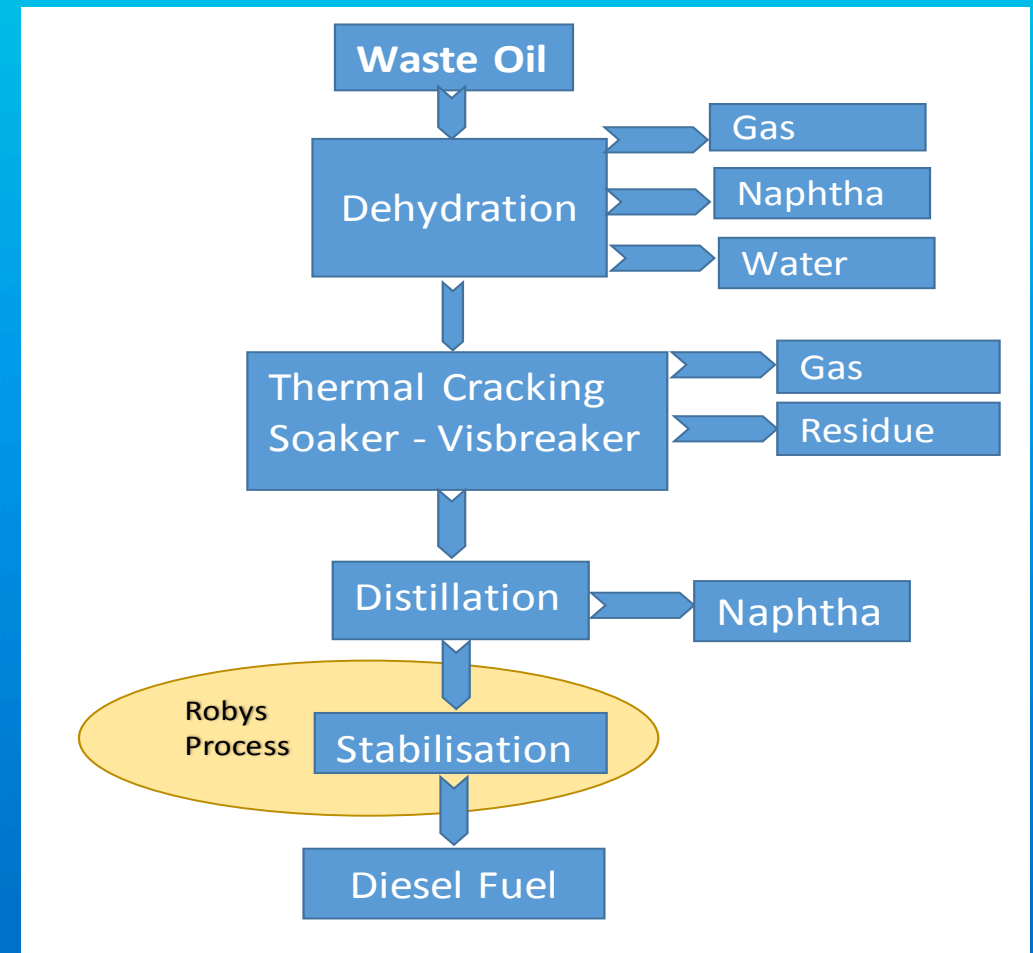 Waste Oil
Gas
Dehydration
Naphtha
Water
Thermal Cracking
Soaker - Visbreaker
Gas
Residue
Distillation
Naphtha
Robys
Process
Stabilisation
Diesel Fuel